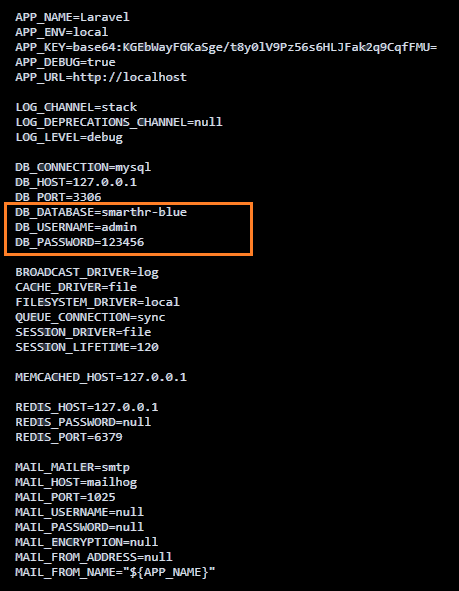 APP_NAME=Laravel
APP_ENV=local
APP_KEY=base64:KGEbWayFGKaSge/t8y0lV9Pz56s6HLJFak2q9CqfFMU=
APP_DEBUG=true
APP_URL=http://localhost
LOG_CHANNEL=stack
LOG_DEPRECATIONS_CHANNEL=null
LOG_LEVEL=debug
DB_CONNECTION=mysql
DB_HOST=127.0.0.1
DB_PORT=3306
DB_DATABASE=smarthr-blue
DB_USERNAME=admin
DB_PASSWORD=123456
BROADCAST_DRIVER=log
CACHE_DRIVER=file
FILESYSTEM_DRIVER=local
QUEUE_CONNECTION=sync
SESSION_DRIVER=file
SESSION_LIFETIME=120
MEMCACHED_HOST=127.0.0.1
REDIS_HOST=127.0.0.1
REDIS_PASSWORD=null
REDIS_PORT=6379
MAIL_MAILER=smtp
MAIL_HOST=mailhog
MAIL_PORT=1025
MAIL_USERNAME=null
MAIL_PASSWORD=null
MAIL_ENCRYPTION=null
MAIL_FROM_ADDRESS=null
MAIL_FROM_NAME="${APP_NAME}"